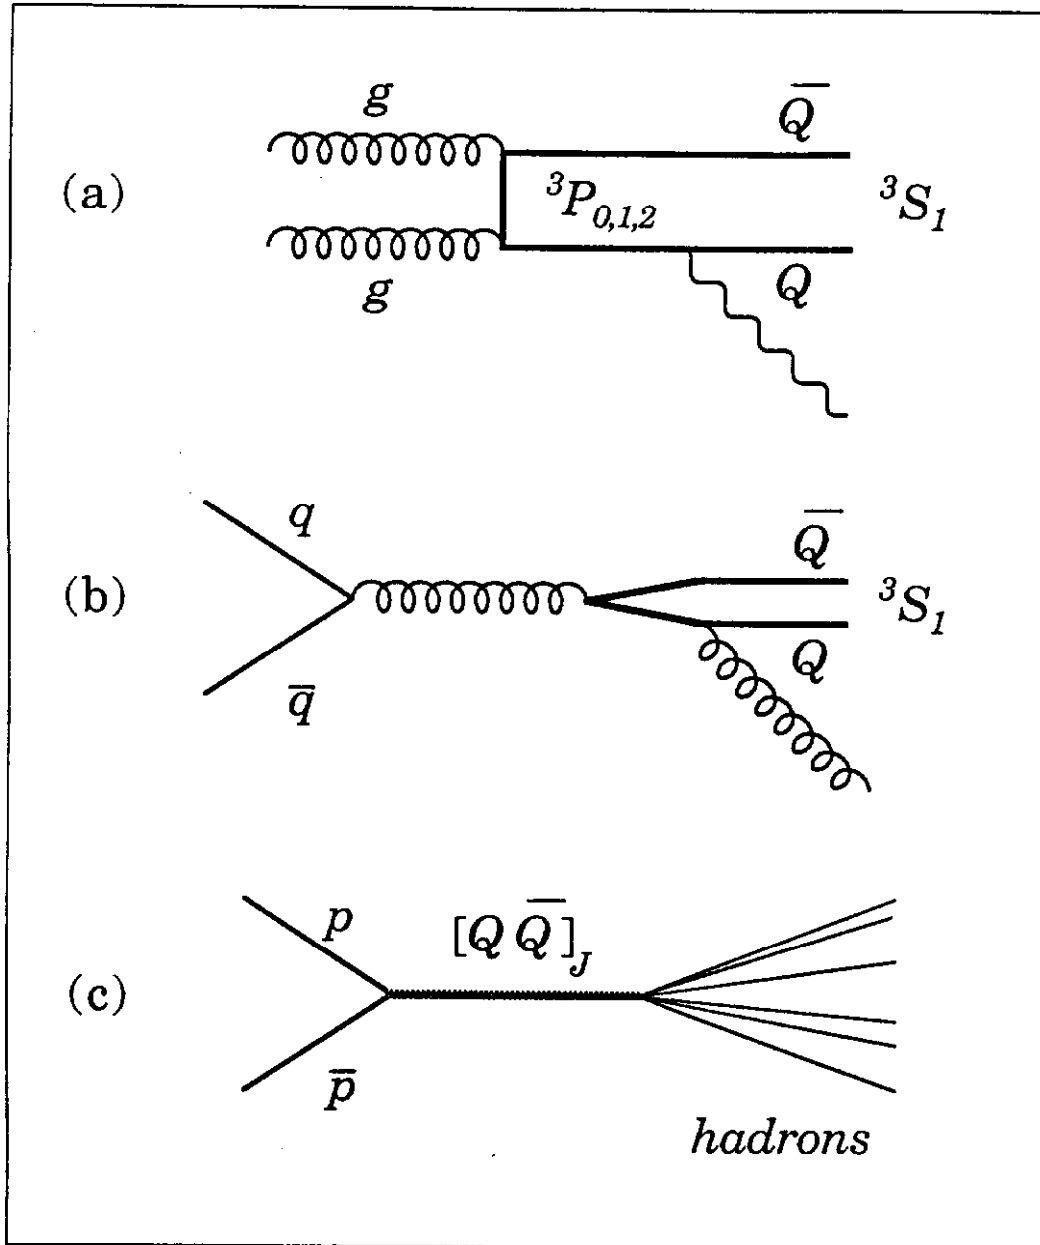 g
Q̅
(a)
³P₀,₁,₂
³S₁
g
Q
q
Q̅
(b)
³S₁
q̅
Q
p
[Q Q̅]_J
(c)
p̅
hadrons